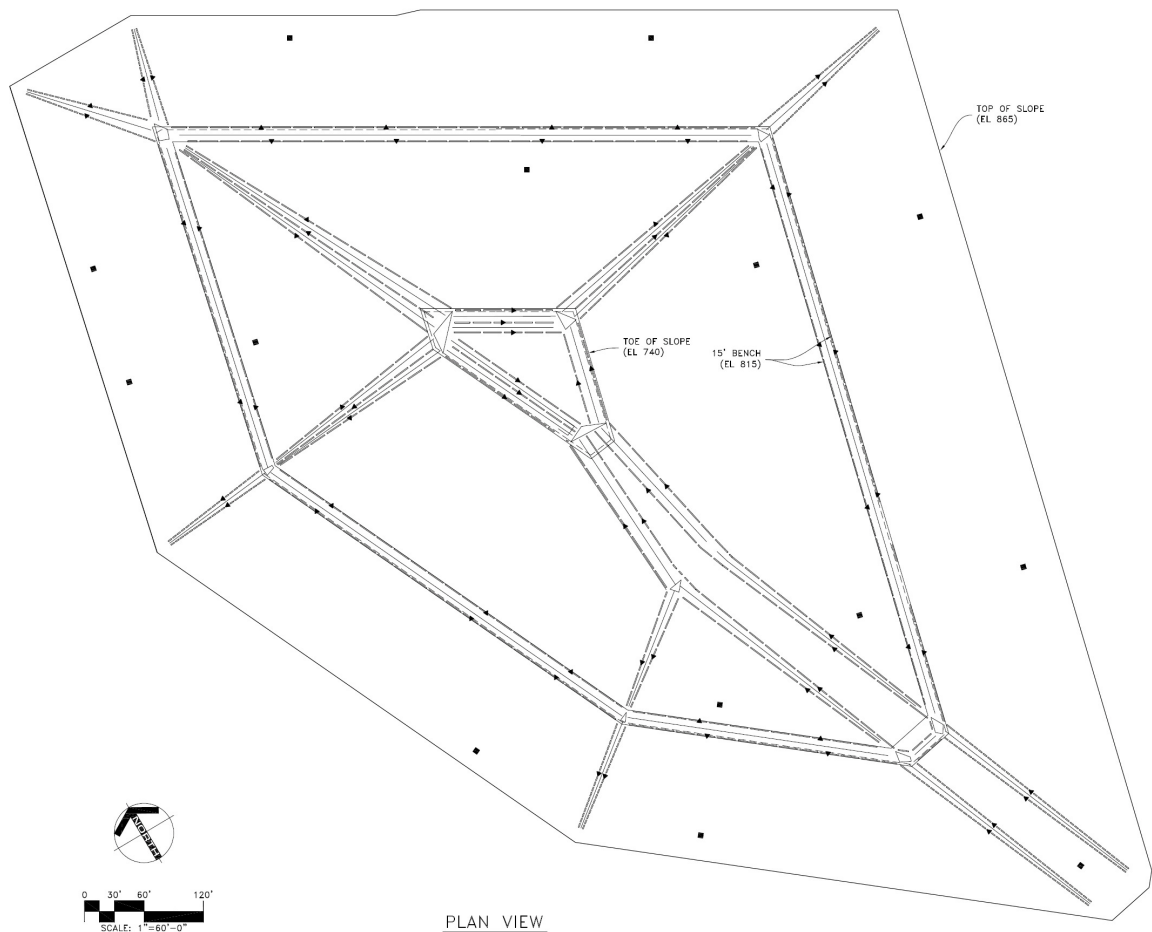 TOP OF SLOPE
(EL 865)
TOE OF SLOPE
(EL 740)
15' BENCH
(EL 815)
NORTH
0 30' 60' 120'
SCALE: 1"=60'-0"
PLAN VIEW